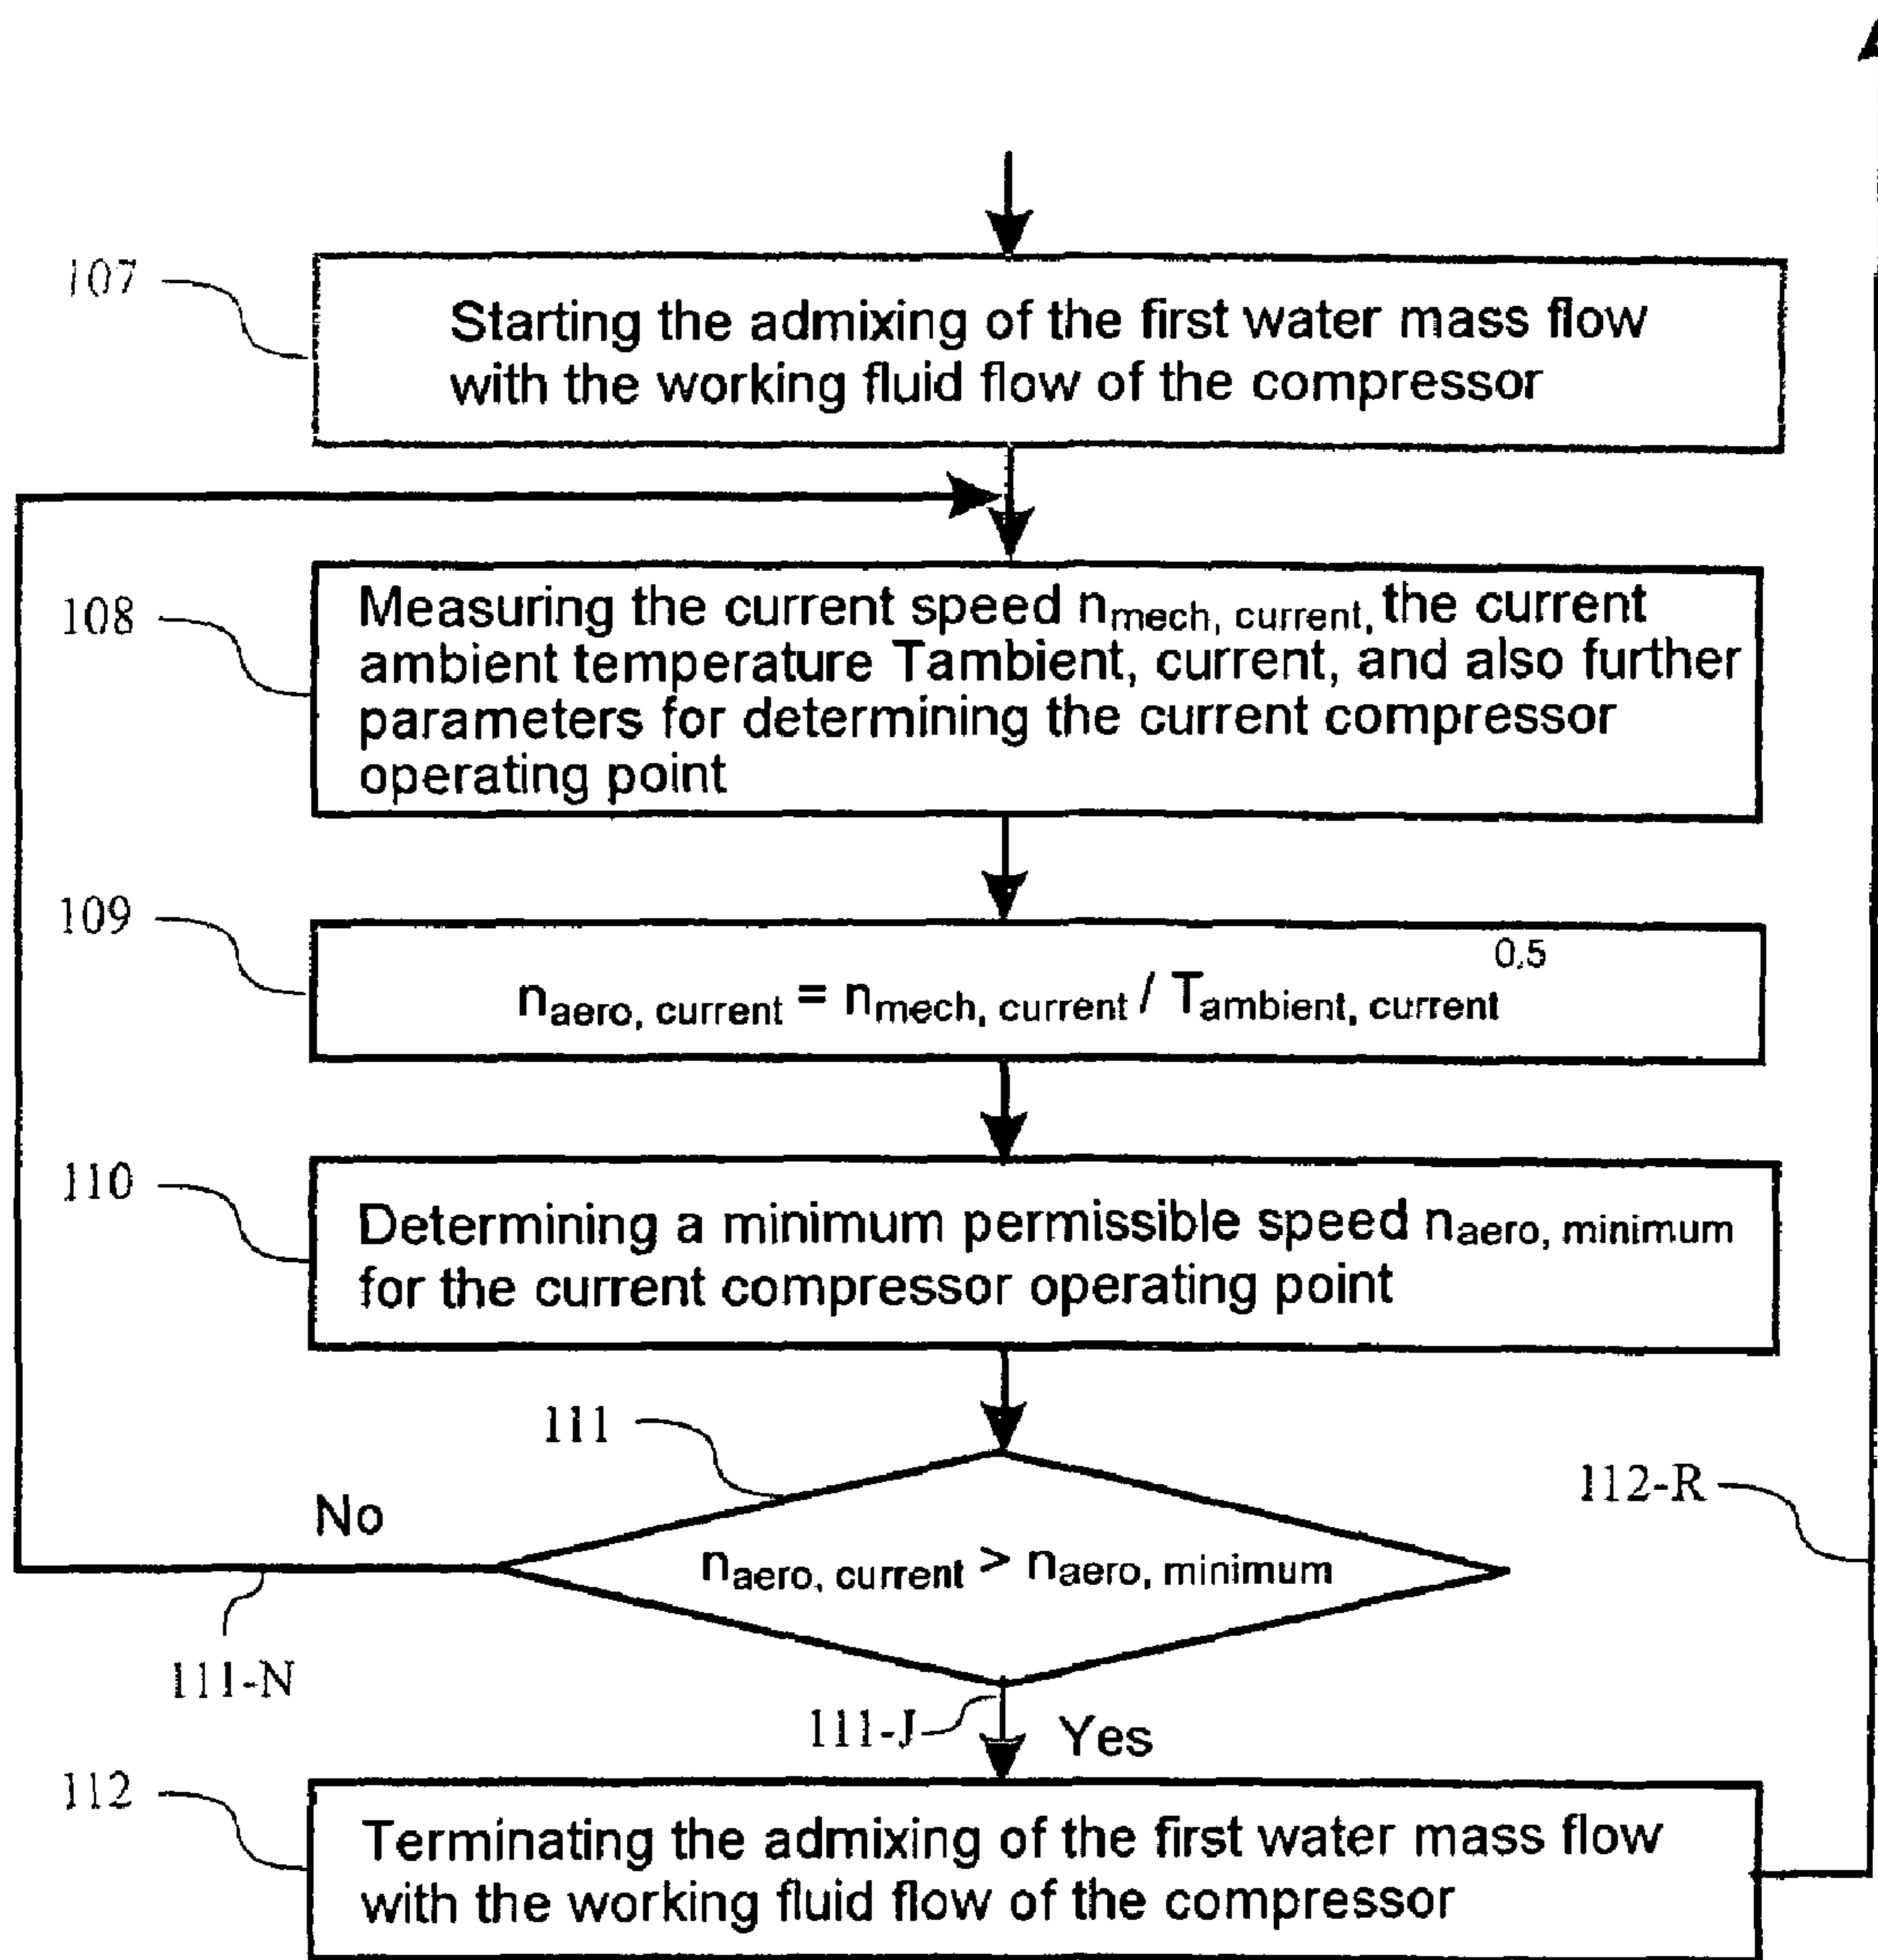 107
Starting the admixing of the first water mass flow
with the working fluid flow of the compressor
108
Measuring the current speed nmech, current, the current
ambient temperature Tambient, current, and also further
parameters for determining the current compressor
operating point
109
0.5
naero, current = nmech, current / Tambient, current
110
Determining a minimum permissible speed naero, minimum
for the current compressor operating point
111
112-R
No
naero, current > naero, minimum
111-N
111-J
Yes
112
Terminating the admixing of the first water mass flow
with the working fluid flow of the compressor